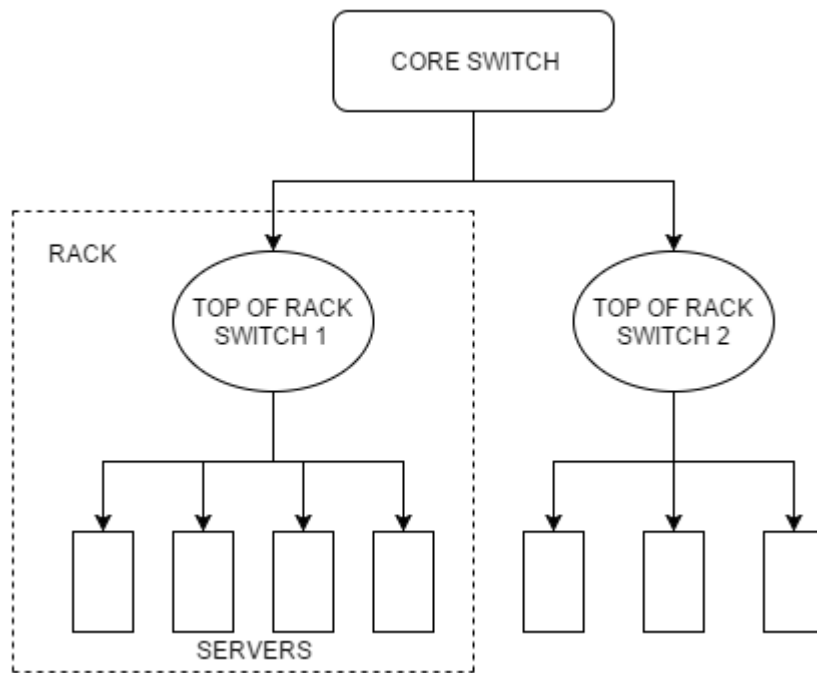 CORE SWITCH
RACK
TOP OF RACK
SWITCH 1
TOP OF RACK
SWITCH 2
SERVERS